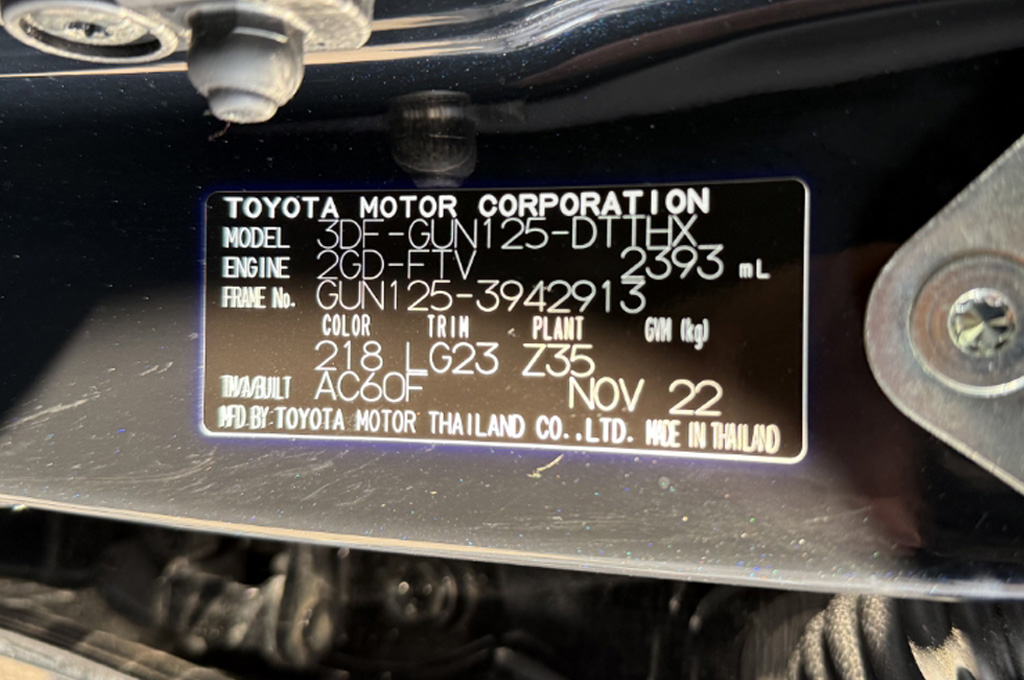 TOYOTA MOTOR CORPORATION
MODEL 3DF-GUN125-DTTHX
ENGINE 2GD-FTV 2393 mL
FRAME No. GUN125-3942913
COLOR TRIM PLANT GVM (kg)
218 LG23 Z35
T/M/A/BUILT AC60F NOV 22
MFD.BY:TOYOTA MOTOR THAILAND CO.,LTD. MADE IN THAILAND